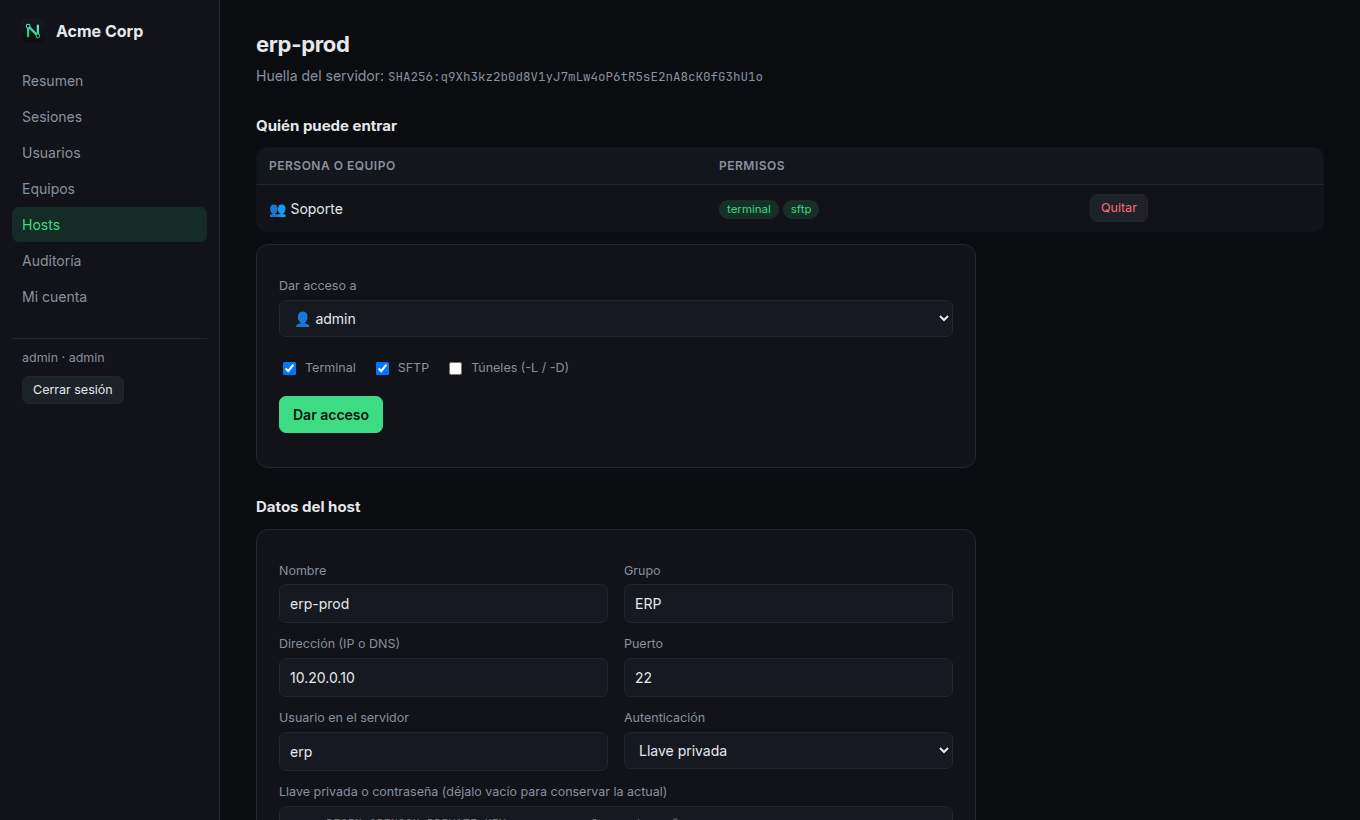 Acme Corp
Resumen
Sesiones
Usuarios
Equipos
Hosts
Auditoría
Mi cuenta
admin · admin
Cerrar sesión
erp-prod
Huella del servidor: SHA256:q9Xh3kz2b0d8V1yJ7mLw4oP6tR5sE2nA8cK0fG3hU1o
Quién puede entrar
PERSONA O EQUIPO PERMISOS
Soporte terminal sftp Quitar
Dar acceso a
admin
Terminal SFTP Túneles (-L / -D)
Dar acceso
Datos del host
Nombre Grupo
erp-prod ERP
Dirección (IP o DNS) Puerto
10.20.0.10 22
Usuario en el servidor Autenticación
erp Llave privada
Llave privada o contraseña (déjalo vacío para conservar la actual)